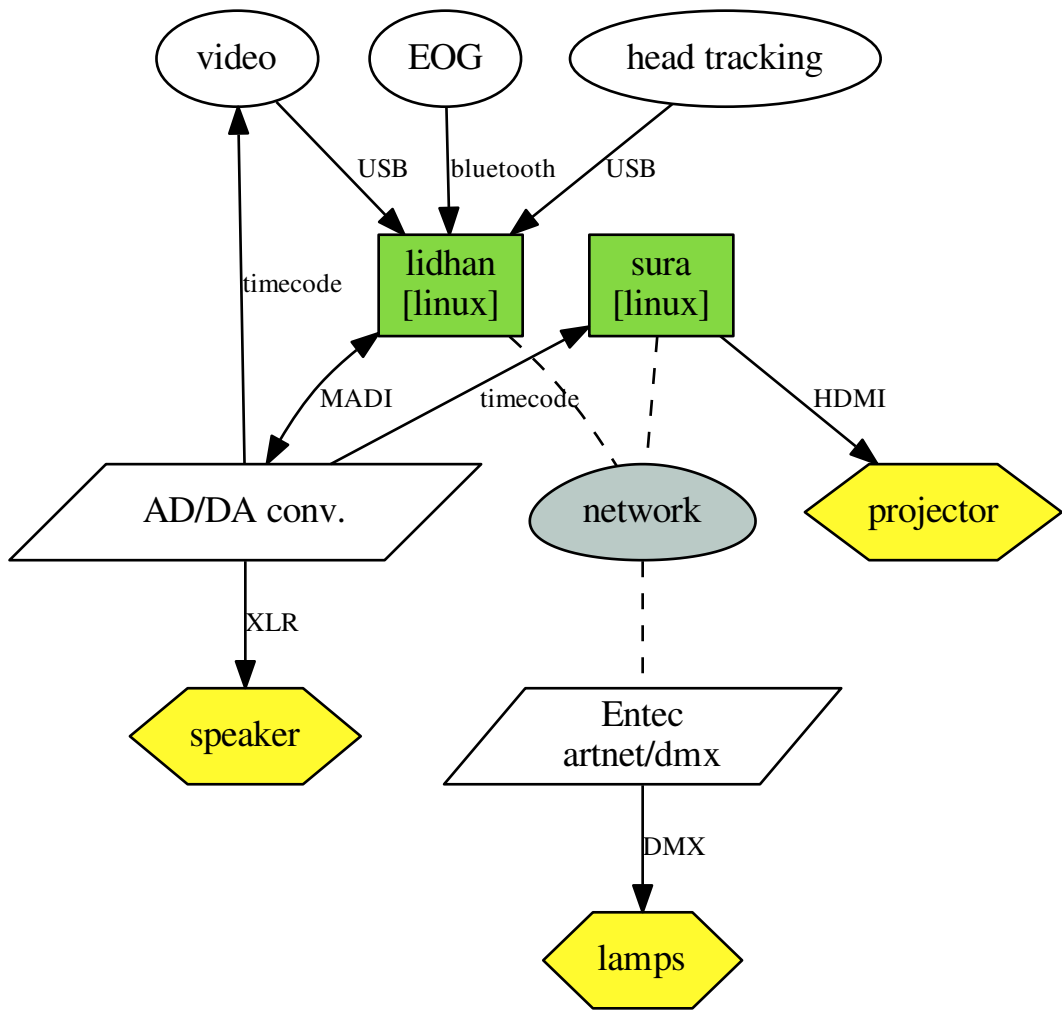 video
EOG
head tracking
USB
bluetooth
USB
lidhan
[linux]
sura
[linux]
timecode
MADI
timecode
HDMI
AD/DA conv.
network
projector
XLR
speaker
Entec
artnet/dmx
DMX
lamps